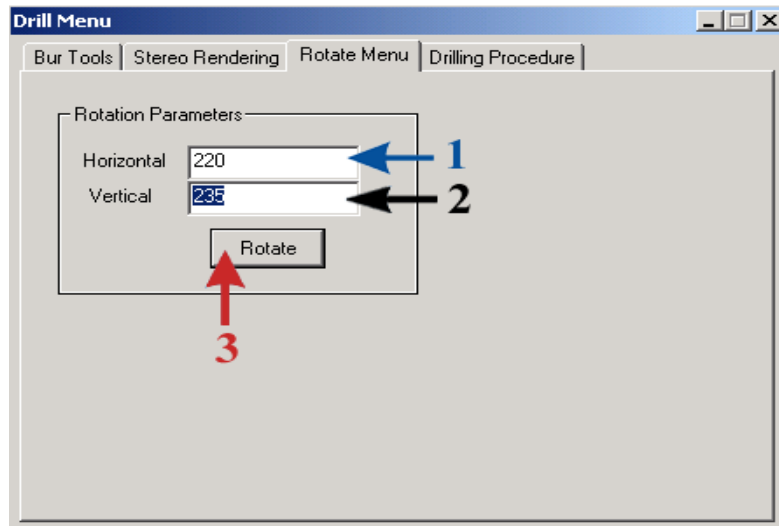 Drill Menu
Bur Tools Stereo Rendering Rotate Menu Drilling Procedure
Rotation Parameters
Horizontal 220 1
Vertical 235 2
Rotate
3